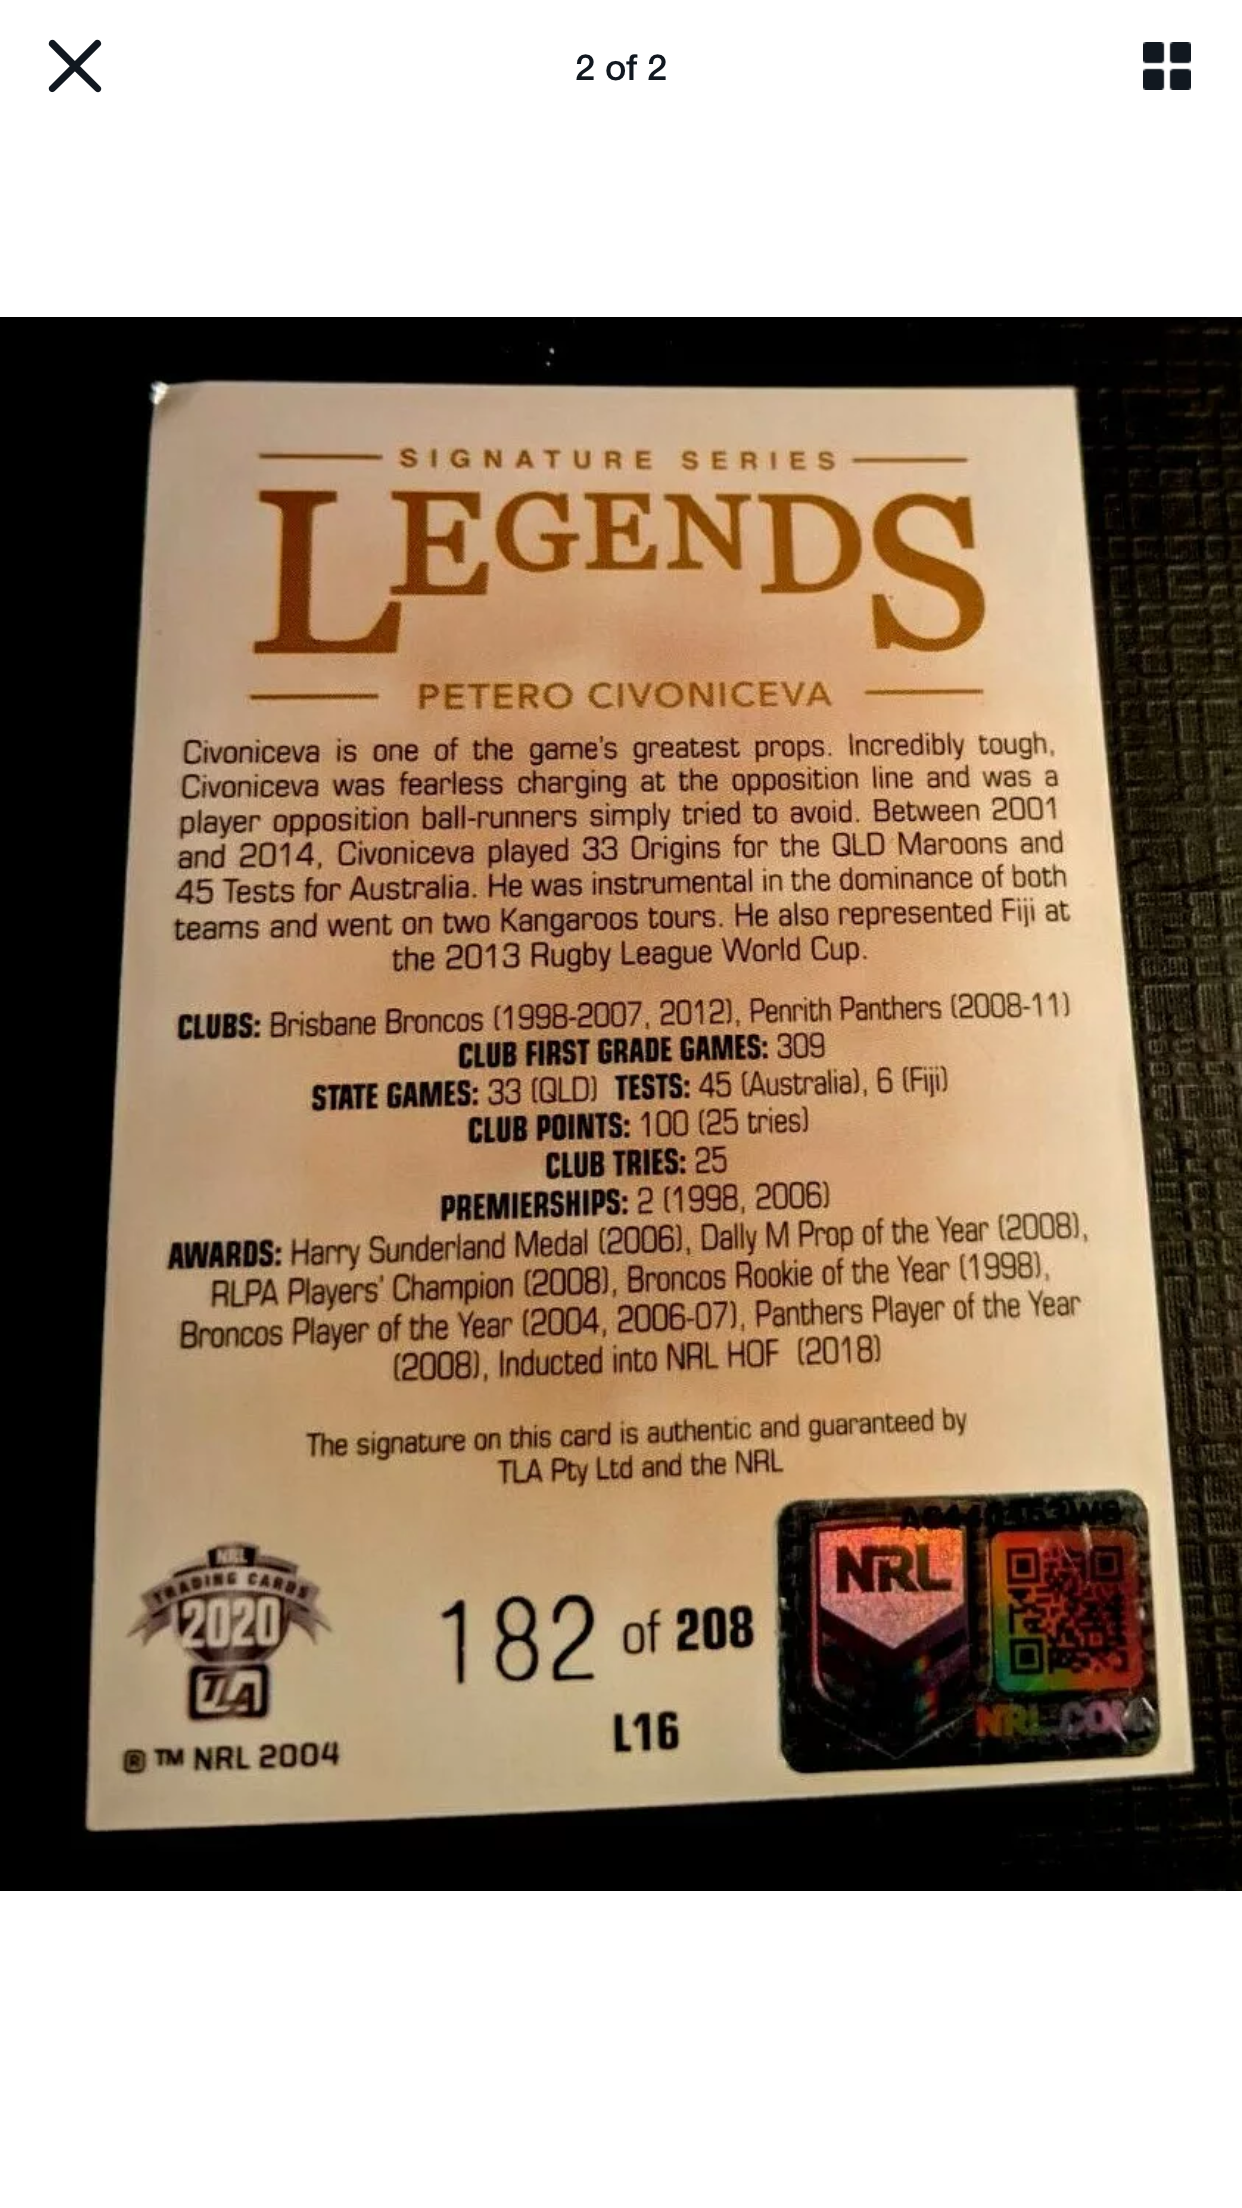 2 of 2
SIGNATURE SERIES
LEGENDS
PETERO CIVONICEVA
Civoniceva is one of the game's greatest props. Incredibly tough,
Civoniceva was fearless charging at the opposition line and was a
player opposition ball-runners simply tried to avoid. Between 2001
and 2014, Civoniceva played 33 Origins for the QLD Maroons and
45 Tests for Australia. He was instrumental in the dominance of both
teams and went on two Kangaroos tours. He also represented Fiji at
the 2013 Rugby League World Cup.
CLUBS: Brisbane Broncos (1998-2007, 2012), Penrith Panthers (2008-11)
CLUB FIRST GRADE GAMES: 309
STATE GAMES: 33 (QLD) TESTS: 45 (Australia), 6 (Fiji)
CLUB POINTS: 100 (25 tries)
CLUB TRIES: 25
PREMIERSHIPS: 2 (1998, 2006)
AWARDS: Harry Sunderland Medal (2006), Dally M Prop of the Year (2008),
RLPA Players' Champion (2008), Broncos Rookie of the Year (1998),
Broncos Player of the Year (2004, 2006-07), Panthers Player of the Year
(2008), Inducted into NRL HOF (2018)
The signature on this card is authentic and guaranteed by
TLA Pty Ltd and the NRL
NRL
TRADING CARDS
2020
TLA
® ™ NRL 2004
182 of 208
L16
NRL
NRL.COM